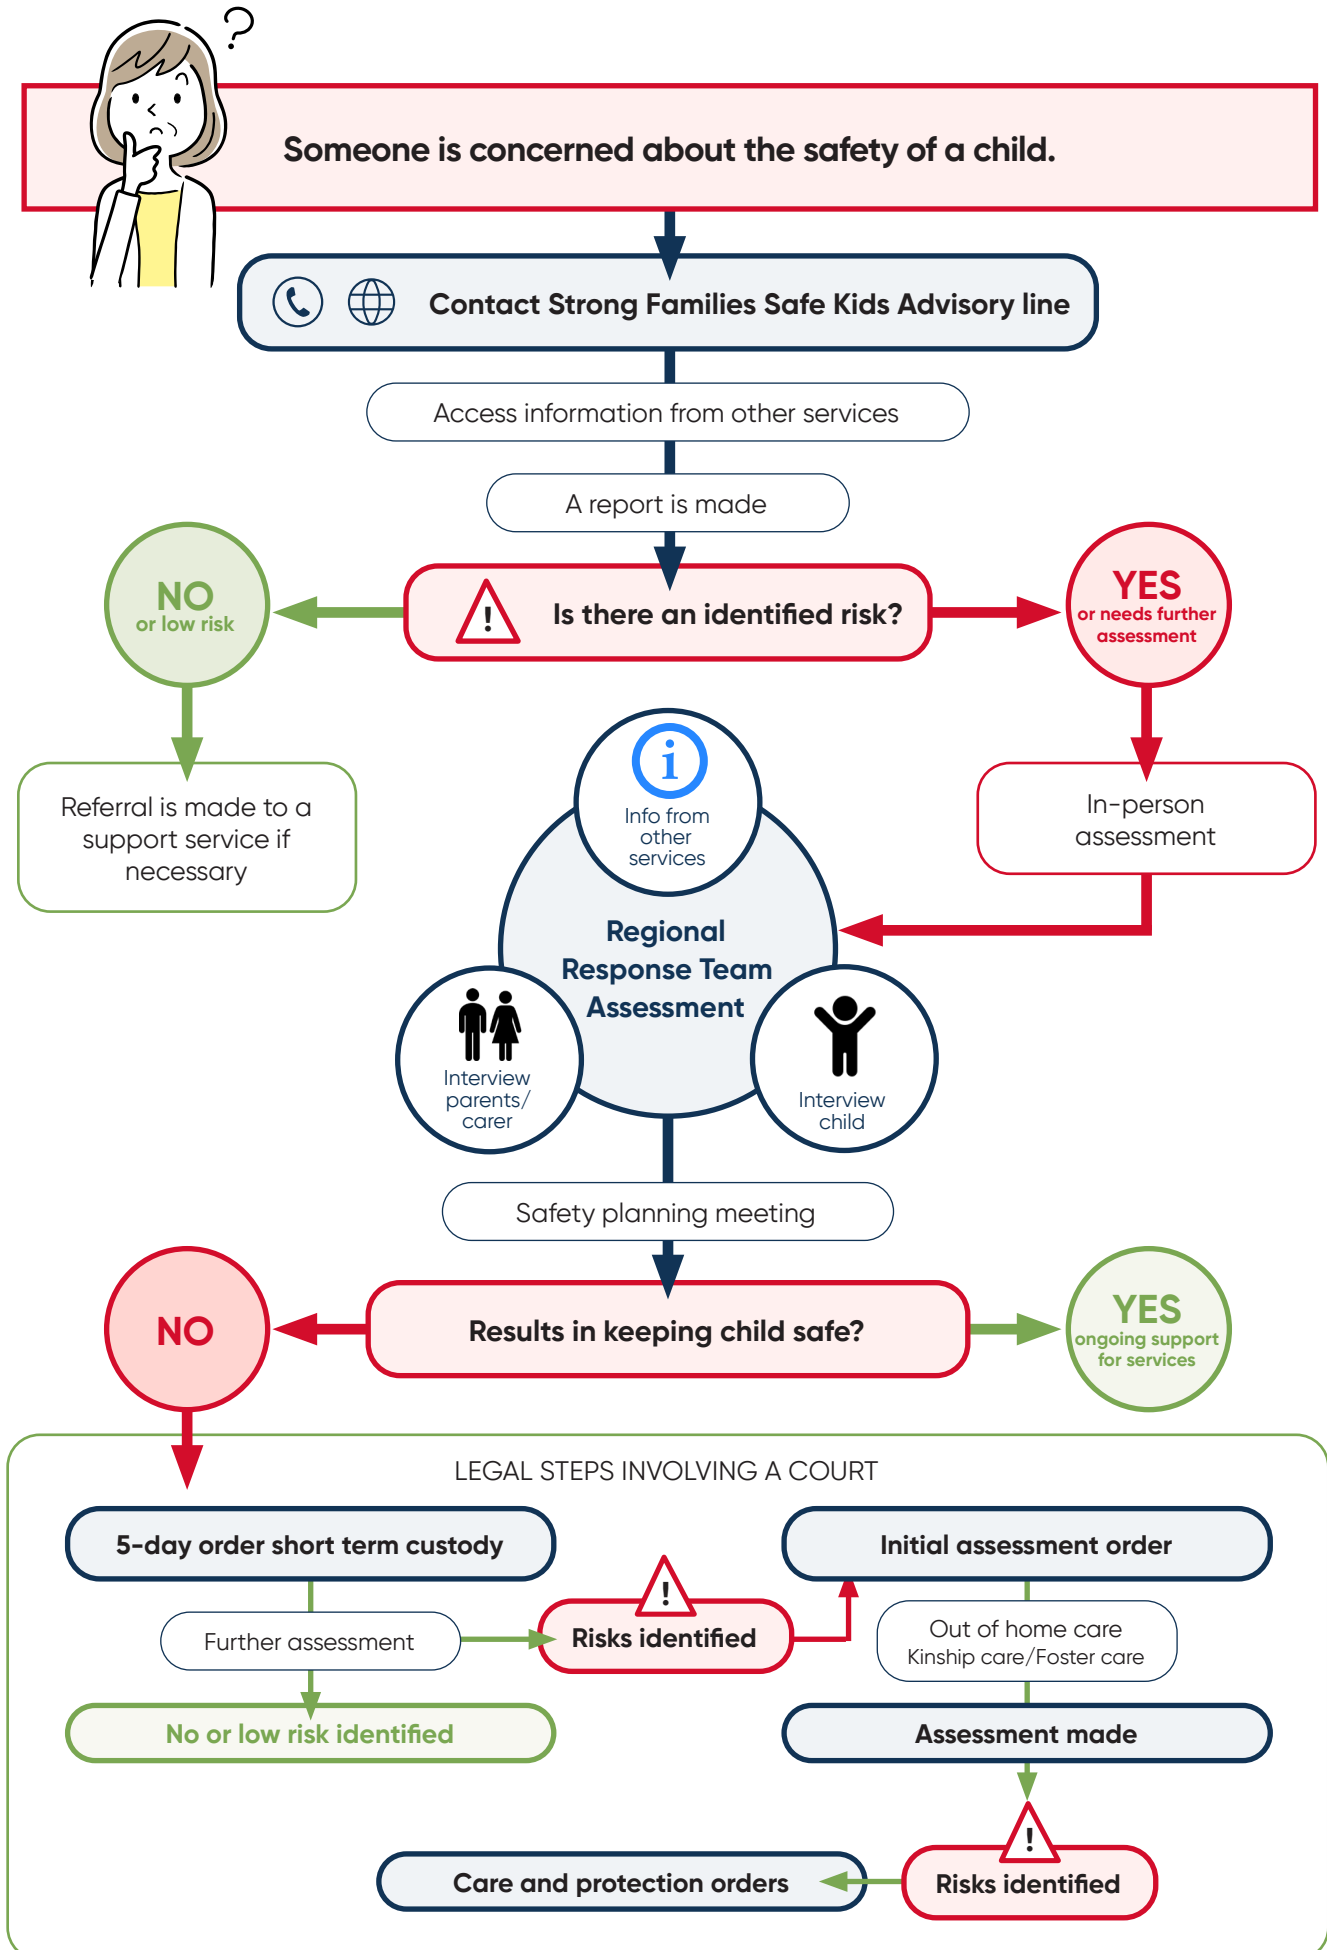 ?
Someone is concerned about the safety of a child.
Contact Strong Families Safe Kids Advisory line
Access information from other services
A report is made
NO
or low risk
!
Is there an identified risk?
YES
or needs further
assessment
Referral is made to a
support service if
necessary
In-person
assessment
i
Info from
other
services
Regional
Response Team
Assessment
Interview
parents/
carer
Interview
child
Safety planning meeting
NO
Results in keeping child safe?
YES
ongoing support
for services
LEGAL STEPS INVOLVING A COURT
5-day order short term custody
Initial assessment order
Further assessment
!
Risks identified
Out of home care
Kinship care/Foster care
No or low risk identified
Assessment made
!
Care and protection orders
Risks identified